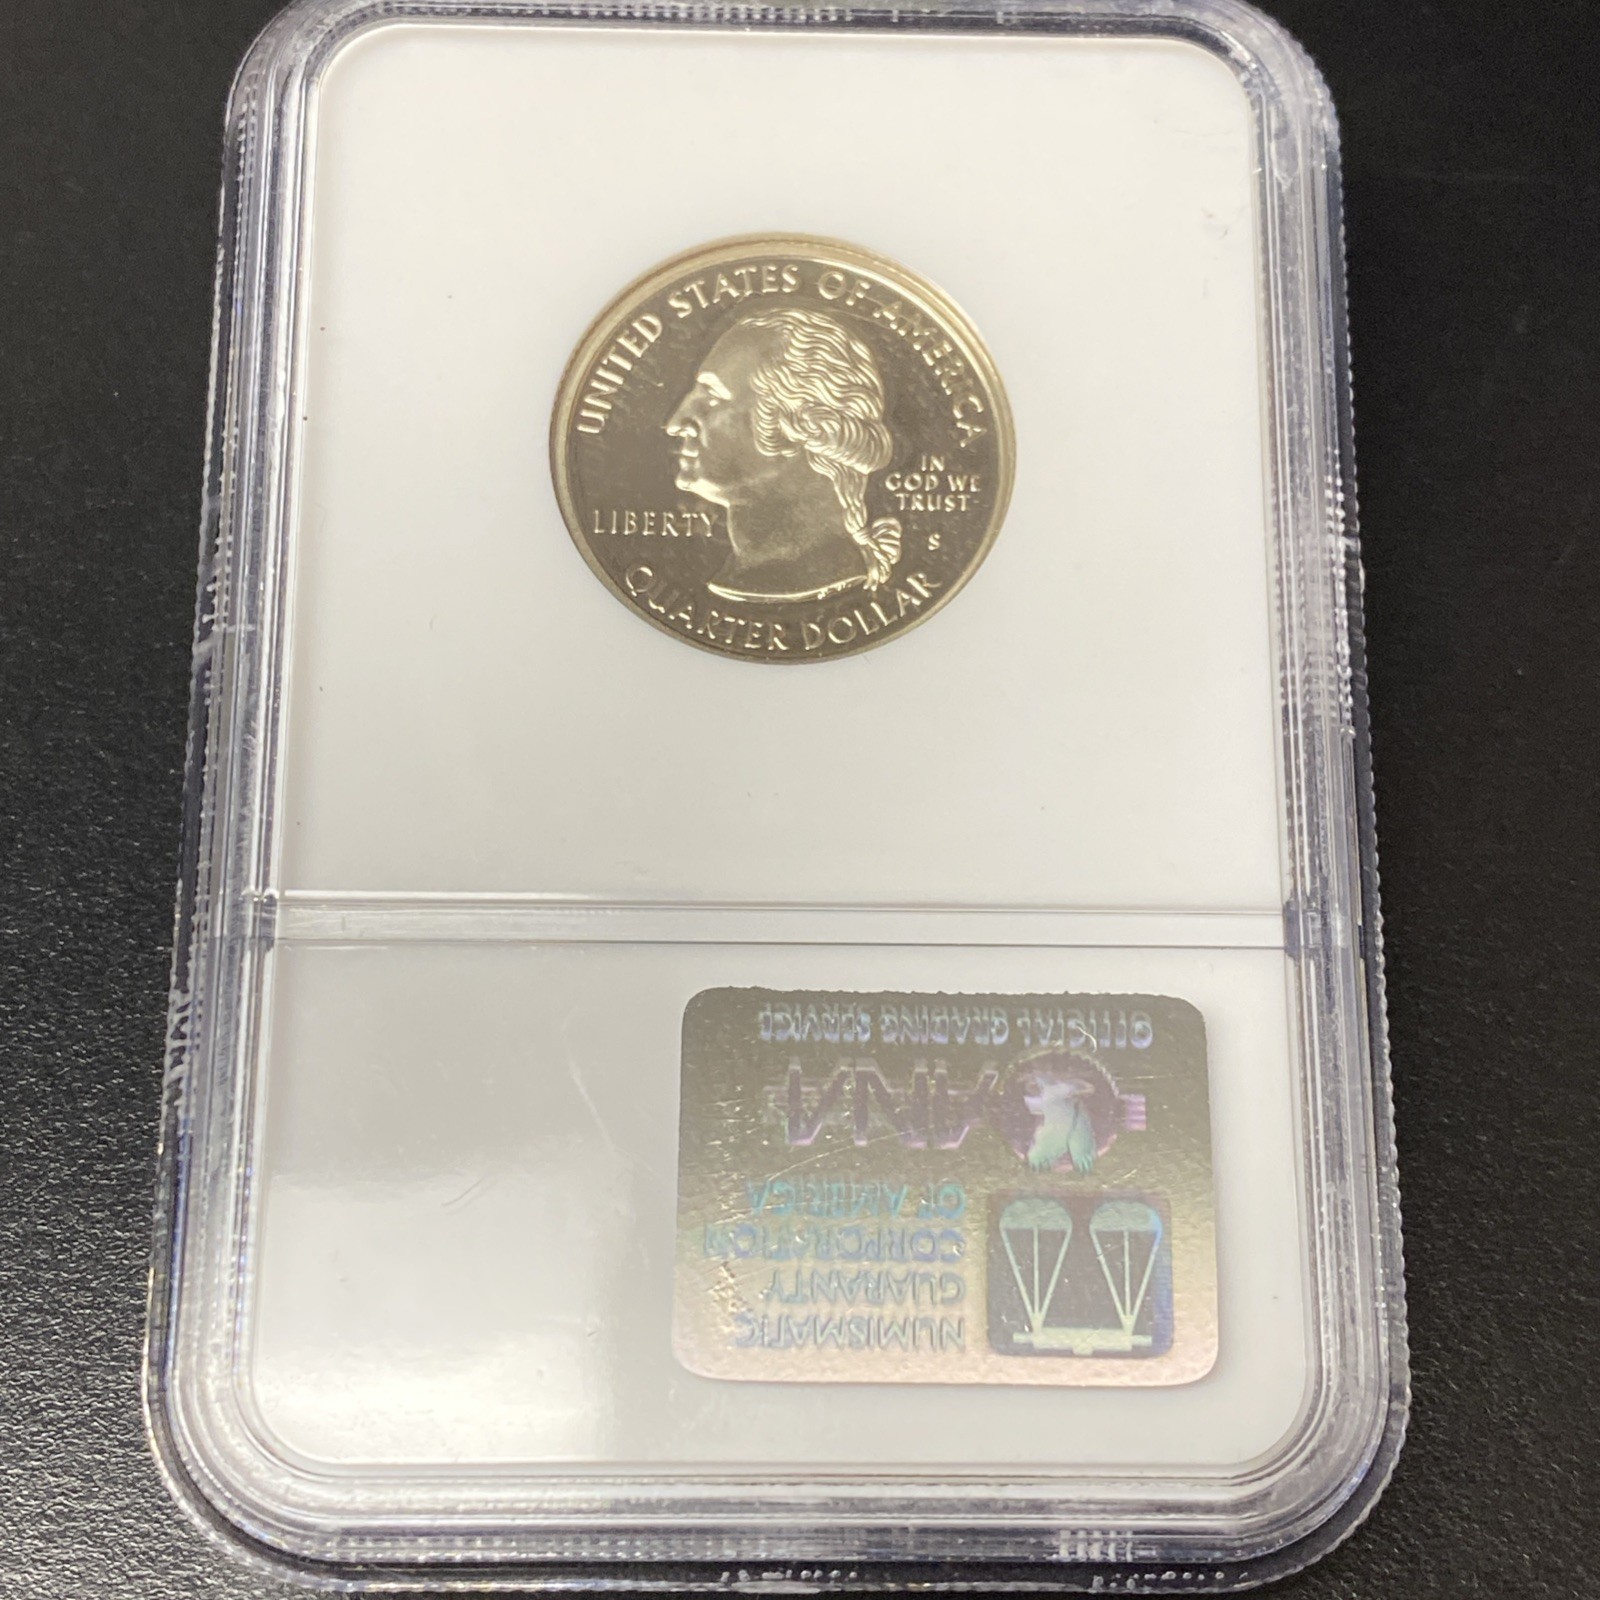 UNITED STATES OF AMERICA
IN
GOD WE
TRUST
LIBERTY
S
QUARTER DOLLAR
NUMISMATIC
GUARANTY
CORPORATION
OF AMERICA
ANA
OFFICIAL GRADING SERVICE